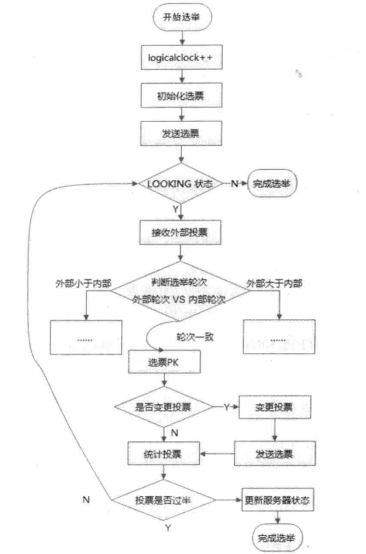 开始选举
logicalclock++
初始化选票
发送选票
LOOKING 状态
N
完成选举
Y
接收外部投票
外部小于内部
判断选举轮次
外部轮次 VS 内部轮次
外部大于内部
……
……
轮次一致
选票PK
是否变更投票
Y
变更投票
N
统计投票
发送选票
N
投票是否过半
更新服务器状态
Y
完成选举